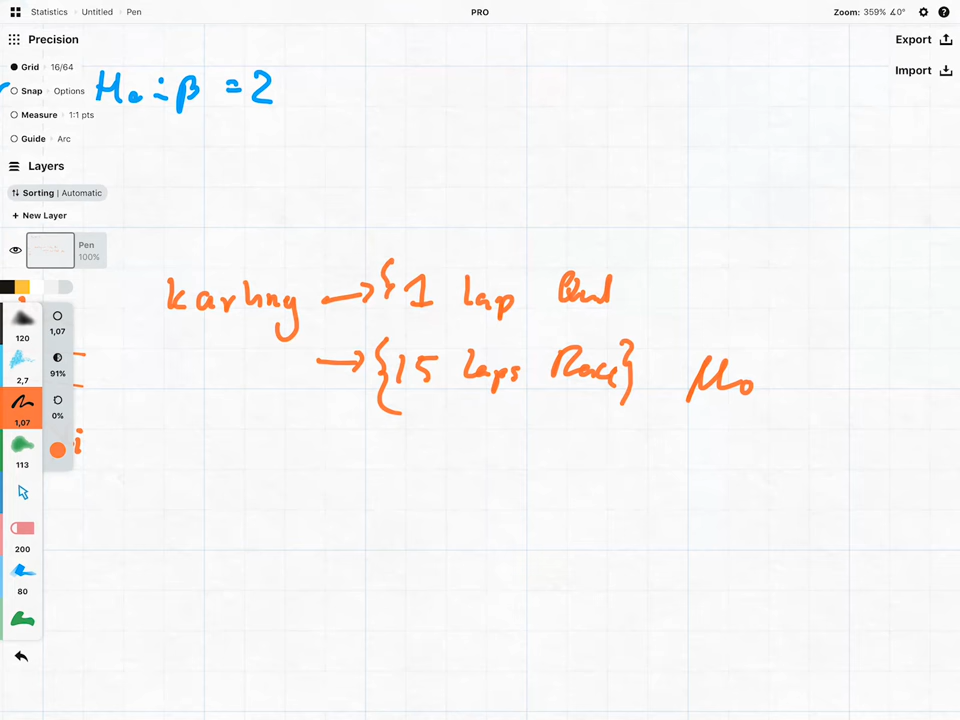 Statistics › Untitled › Pen
PRO
Zoom: 359% ∡0°
Precision
Export
Grid › 16/64
Import
Snap › Options
H₀ : β = 2
Measure › 1:1 pts
Guide › Arc
Layers
Sorting | Automatic
+ New Layer
Pen
100%
karting → { 1 lap
→ { 15 laps Race } μ₀
120
1,07
2,7
91%
1,07
0%
113
i
200
80